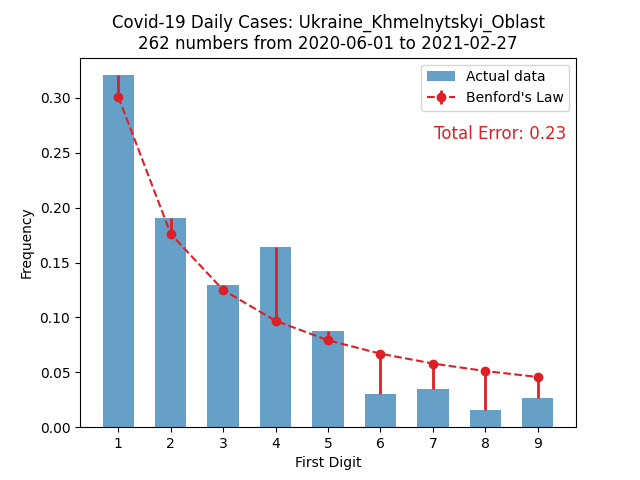 Covid-19 Daily Cases: Ukraine_Khmelnytskyi_Oblast
262 numbers from 2020-06-01 to 2021-02-27
Actual data
Benford's Law
Total Error: 0.23
Frequency
0.30
0.25
0.20
0.15
0.10
0.05
0.00
1 2 3 4 5 6 7 8 9
First Digit